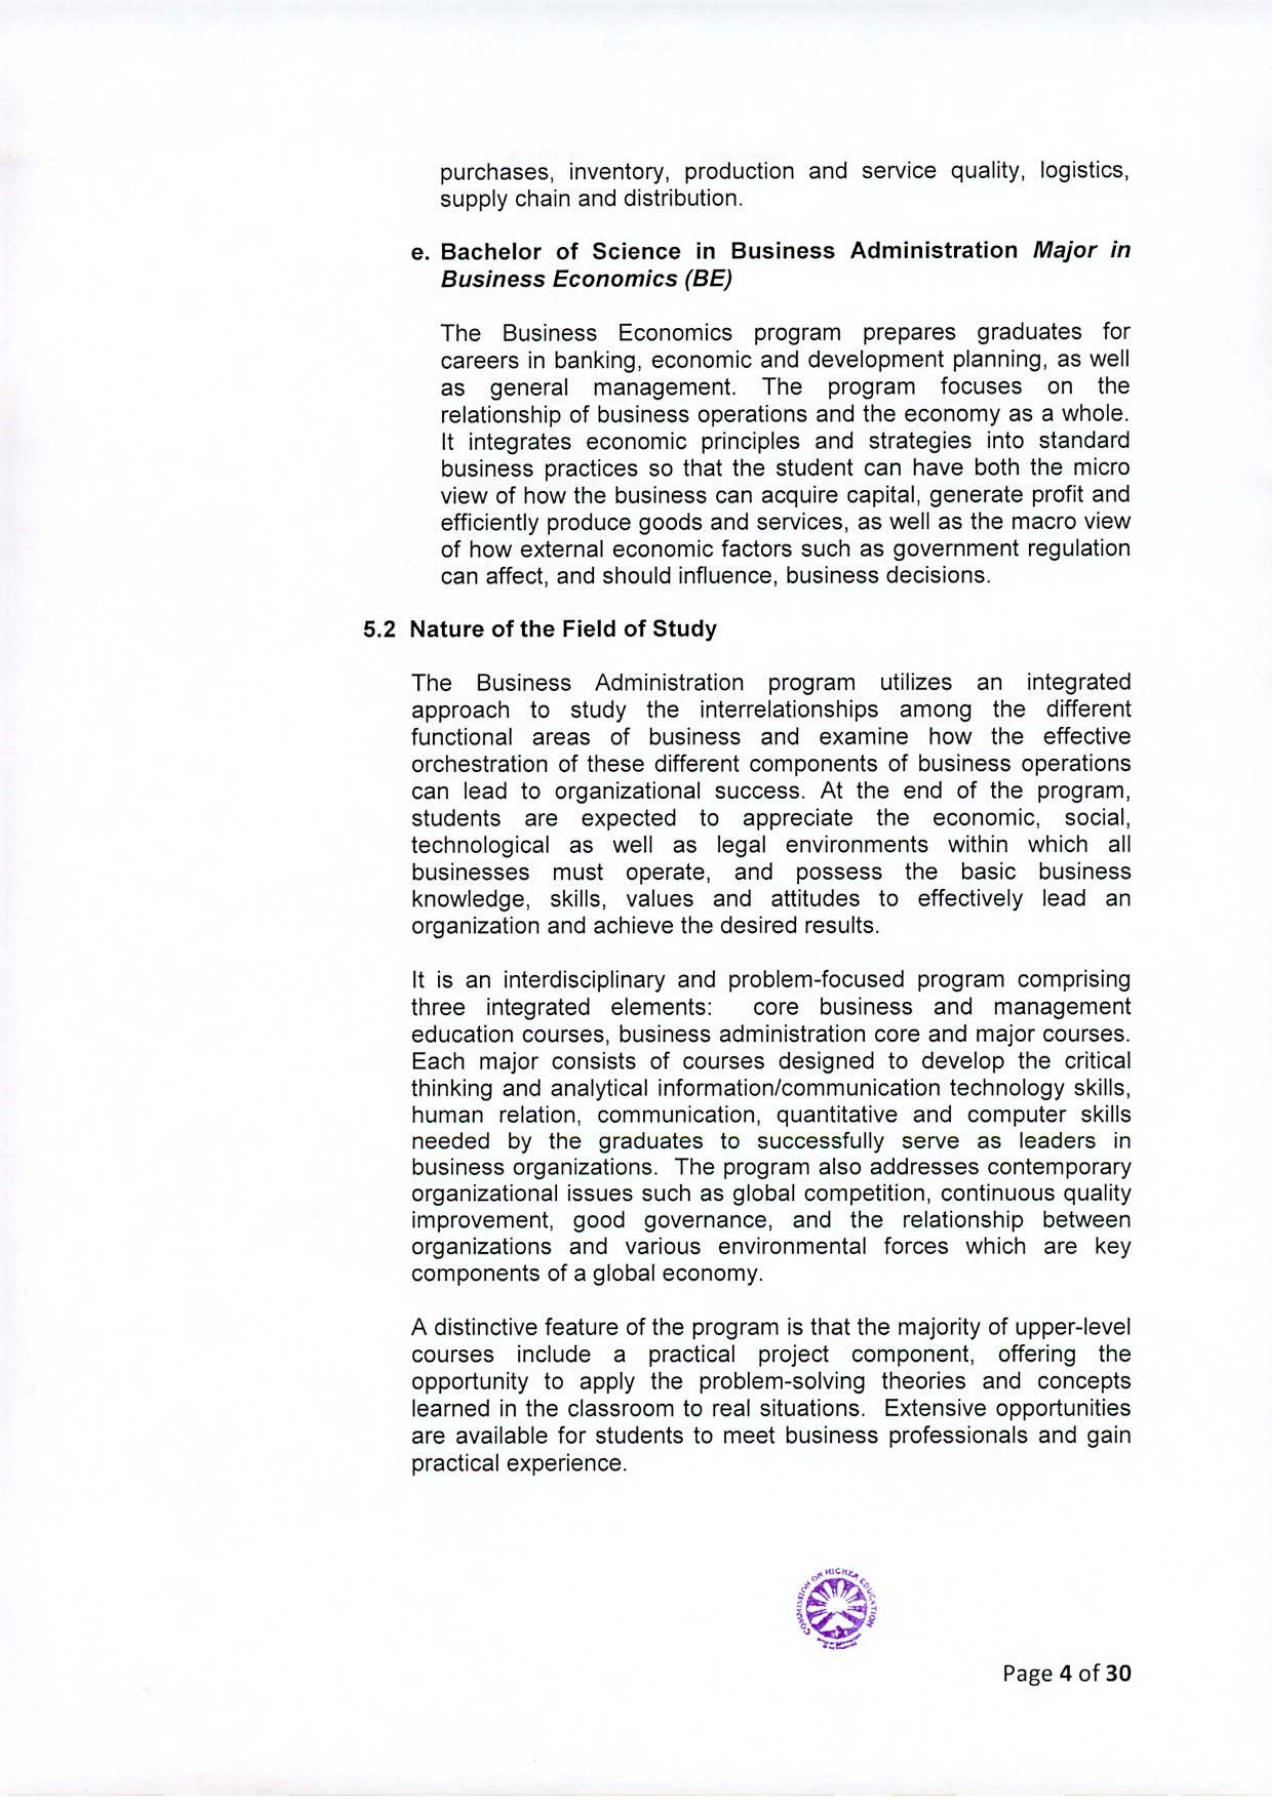 purchases, inventory, production and service quality, logistics,
supply chain and distribution.
e. Bachelor of Science in Business Administration Major in
Business Economics (BE)
The Business Economics program prepares graduates for
careers in banking, economic and development planning, as well
as general management. The program focuses on the
relationship of business operations and the economy as a whole.
It integrates economic principles and strategies into standard
business practices so that the student can have both the micro
view of how the business can acquire capital, generate profit and
efficiently produce goods and services, as well as the macro view
of how external economic factors such as government regulation
can affect, and should influence, business decisions.
5.2 Nature of the Field of Study
The Business Administration program utilizes an integrated
approach to study the interrelationships among the different
functional areas of business and examine how the effective
orchestration of these different components of business operations
can lead to organizational success. At the end of the program,
students are expected to appreciate the economic, social,
technological as well as legal environments within which all
businesses must operate, and possess the basic business
knowledge, skills, values and attitudes to effectively lead an
organization and achieve the desired results.
It is an interdisciplinary and problem-focused program comprising
three integrated elements: core business and management
education courses, business administration core and major courses.
Each major consists of courses designed to develop the critical
thinking and analytical information/communication technology skills,
human relation, communication, quantitative and computer skills
needed by the graduates to successfully serve as leaders in
business organizations. The program also addresses contemporary
organizational issues such as global competition, continuous quality
improvement, good governance, and the relationship between
organizations and various environmental forces which are key
components of a global economy.
A distinctive feature of the program is that the majority of upper-level
courses include a practical project component, offering the
opportunity to apply the problem-solving theories and concepts
learned in the classroom to real situations. Extensive opportunities
are available for students to meet business professionals and gain
practical experience.
COMMISSION ON HIGHER EDUCATION
Page 4 of 30